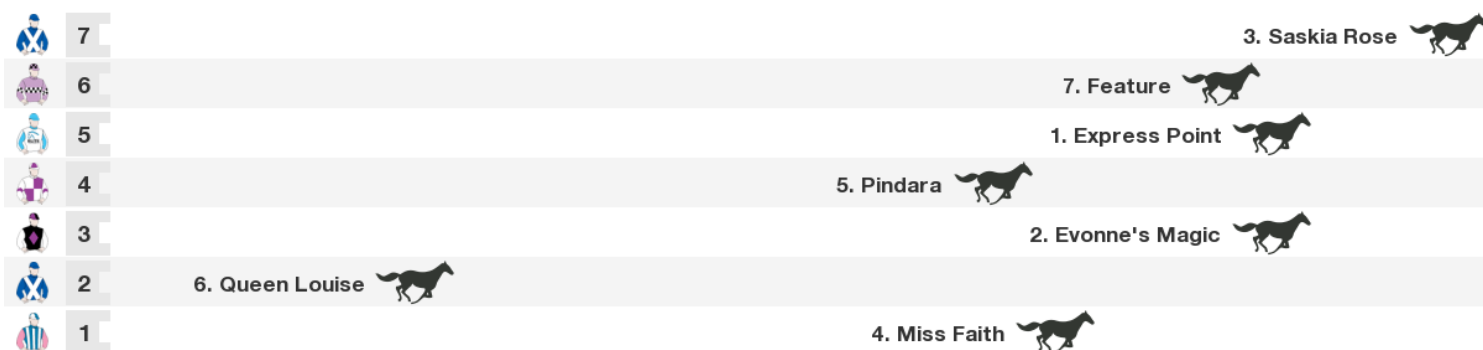 7 3. Saskia Rose
6 7. Feature
5 1. Express Point
4 5. Pindara
3 2. Evonne's Magic
2 6. Queen Louise
1 4. Miss Faith